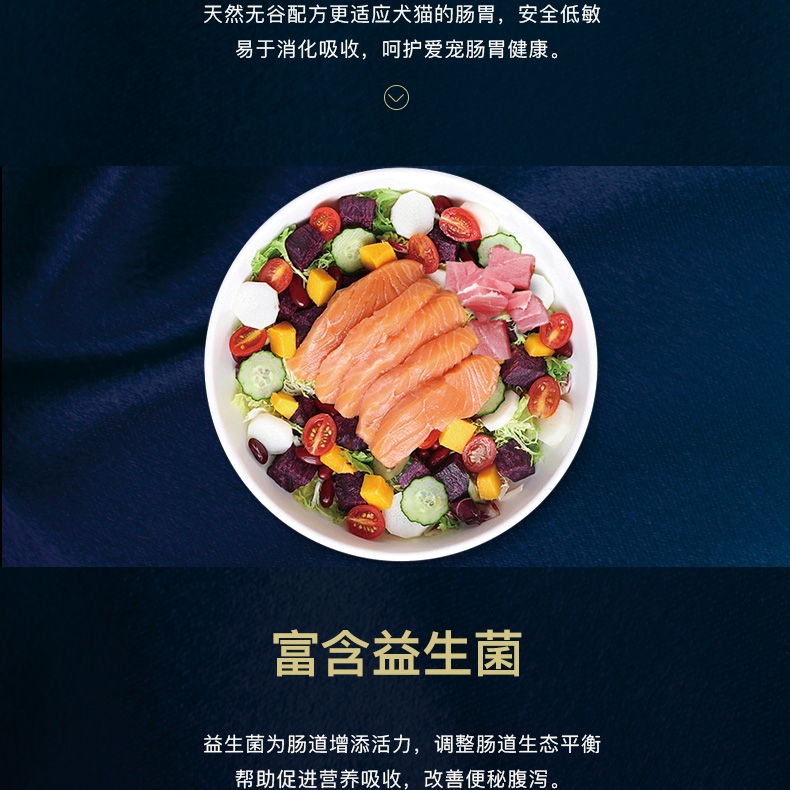 天然无谷配方更适应犬猫的肠胃，安全低敏
易于消化吸收，呵护爱宠肠胃健康。
富含益生菌
益生菌为肠道增添活力，调整肠道生态平衡
帮助促进营养吸收，改善便秘腹泻。